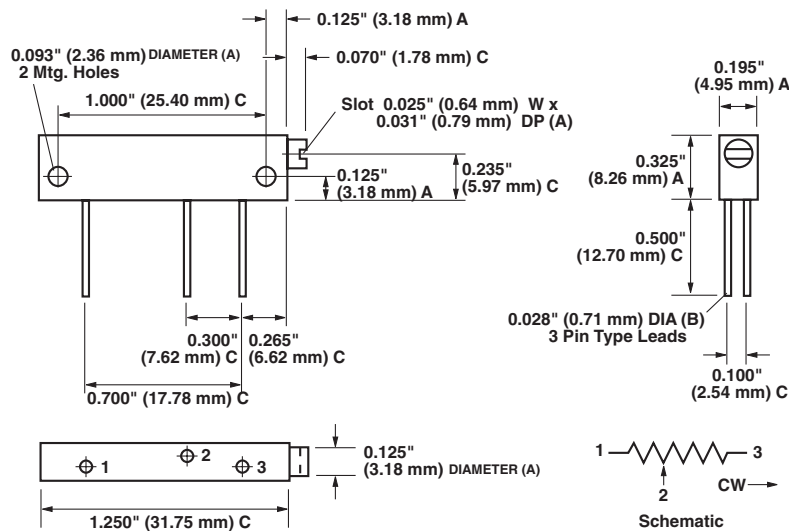 0.125" (3.18 mm) A
0.093" (2.36 mm) DIAMETER (A)
2 Mtg. Holes
0.070" (1.78 mm) C
1.000" (25.40 mm) C
Slot 0.025" (0.64 mm) W x
0.031" (0.79 mm) DP (A)
0.125"
(3.18 mm) A
0.235"
(5.97 mm) C
0.300"
(7.62 mm) C
0.265"
(6.62 mm) C
0.700" (17.78 mm) C
0.195"
(4.95 mm) A
0.325"
(8.26 mm) A
0.500"
(12.70 mm) C
0.028" (0.71 mm) DIA (B)
3 Pin Type Leads
0.100"
(2.54 mm) C
1
2
3
0.125"
(3.18 mm) DIAMETER (A)
1.250" (31.75 mm) C
1
3
2
CW
Schematic